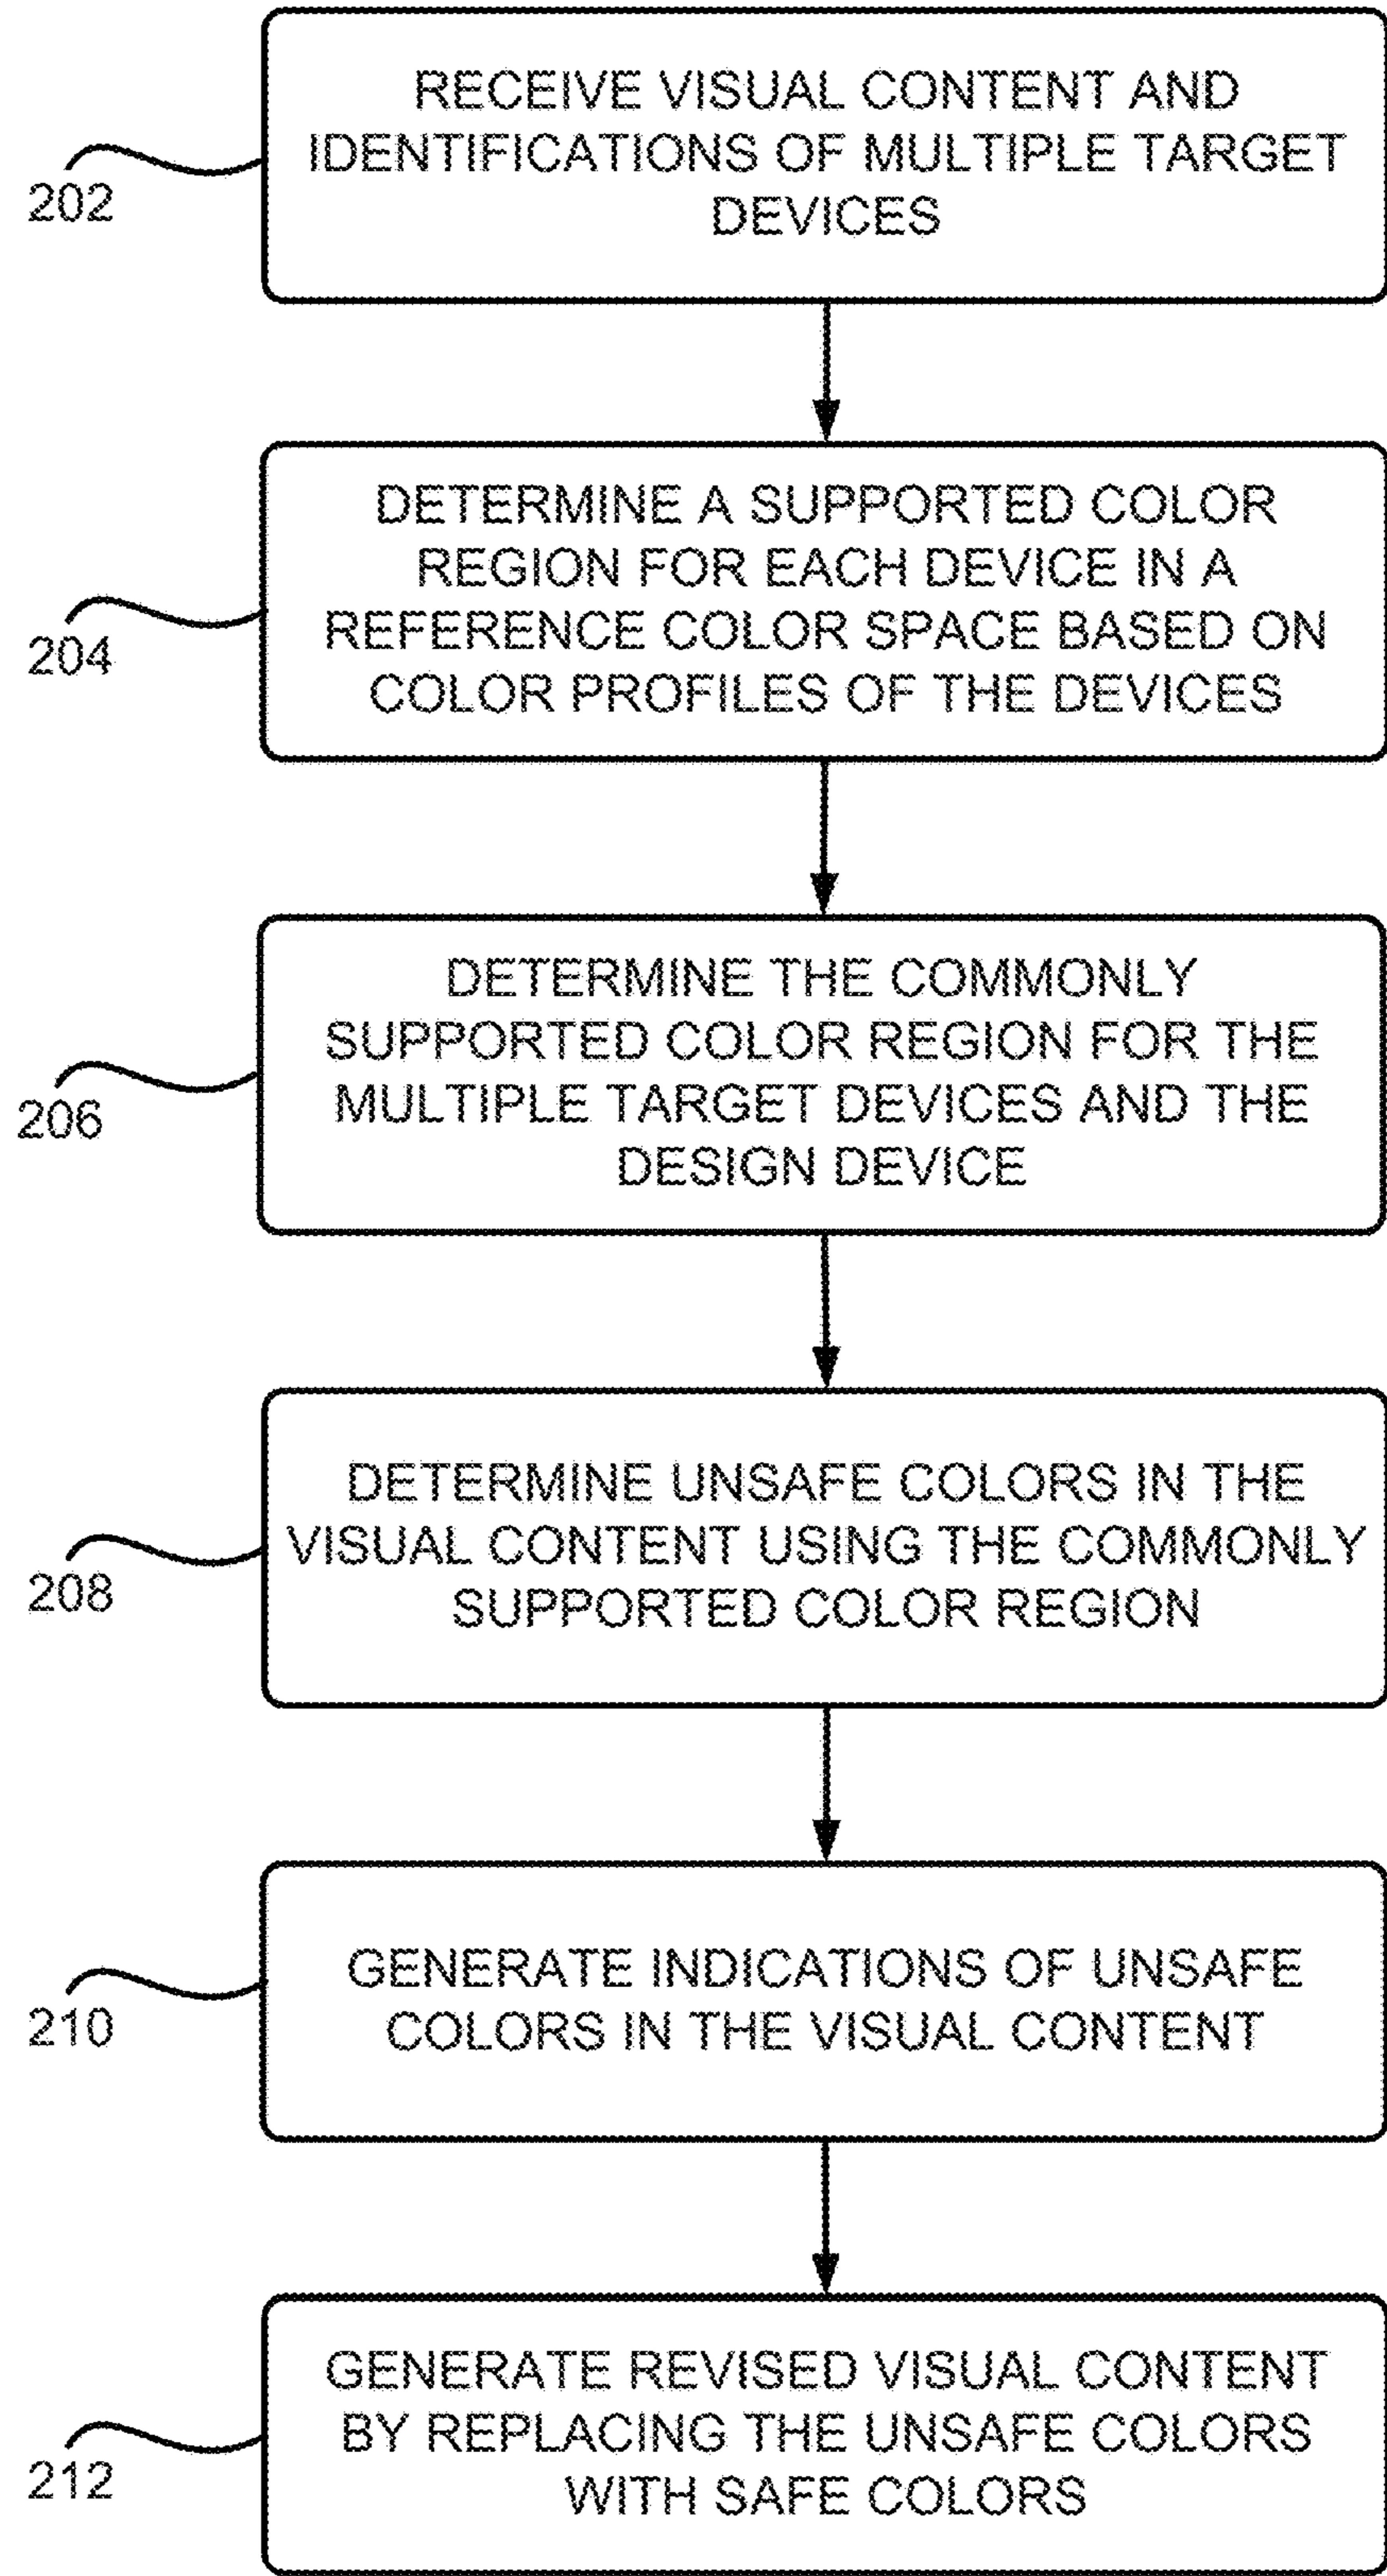 RECEIVE VISUAL CONTENT AND
IDENTIFICATIONS OF MULTIPLE TARGET
DEVICES
202
DETERMINE A SUPPORTED COLOR
REGION FOR EACH DEVICE IN A
REFERENCE COLOR SPACE BASED ON
COLOR PROFILES OF THE DEVICES
204
DETERMINE THE COMMONLY
SUPPORTED COLOR REGION FOR THE
MULTIPLE TARGET DEVICES AND THE
DESIGN DEVICE
206
DETERMINE UNSAFE COLORS IN THE
VISUAL CONTENT USING THE COMMONLY
SUPPORTED COLOR REGION
208
GENERATE INDICATIONS OF UNSAFE
COLORS IN THE VISUAL CONTENT
210
GENERATE REVISED VISUAL CONTENT
BY REPLACING THE UNSAFE COLORS
WITH SAFE COLORS
212